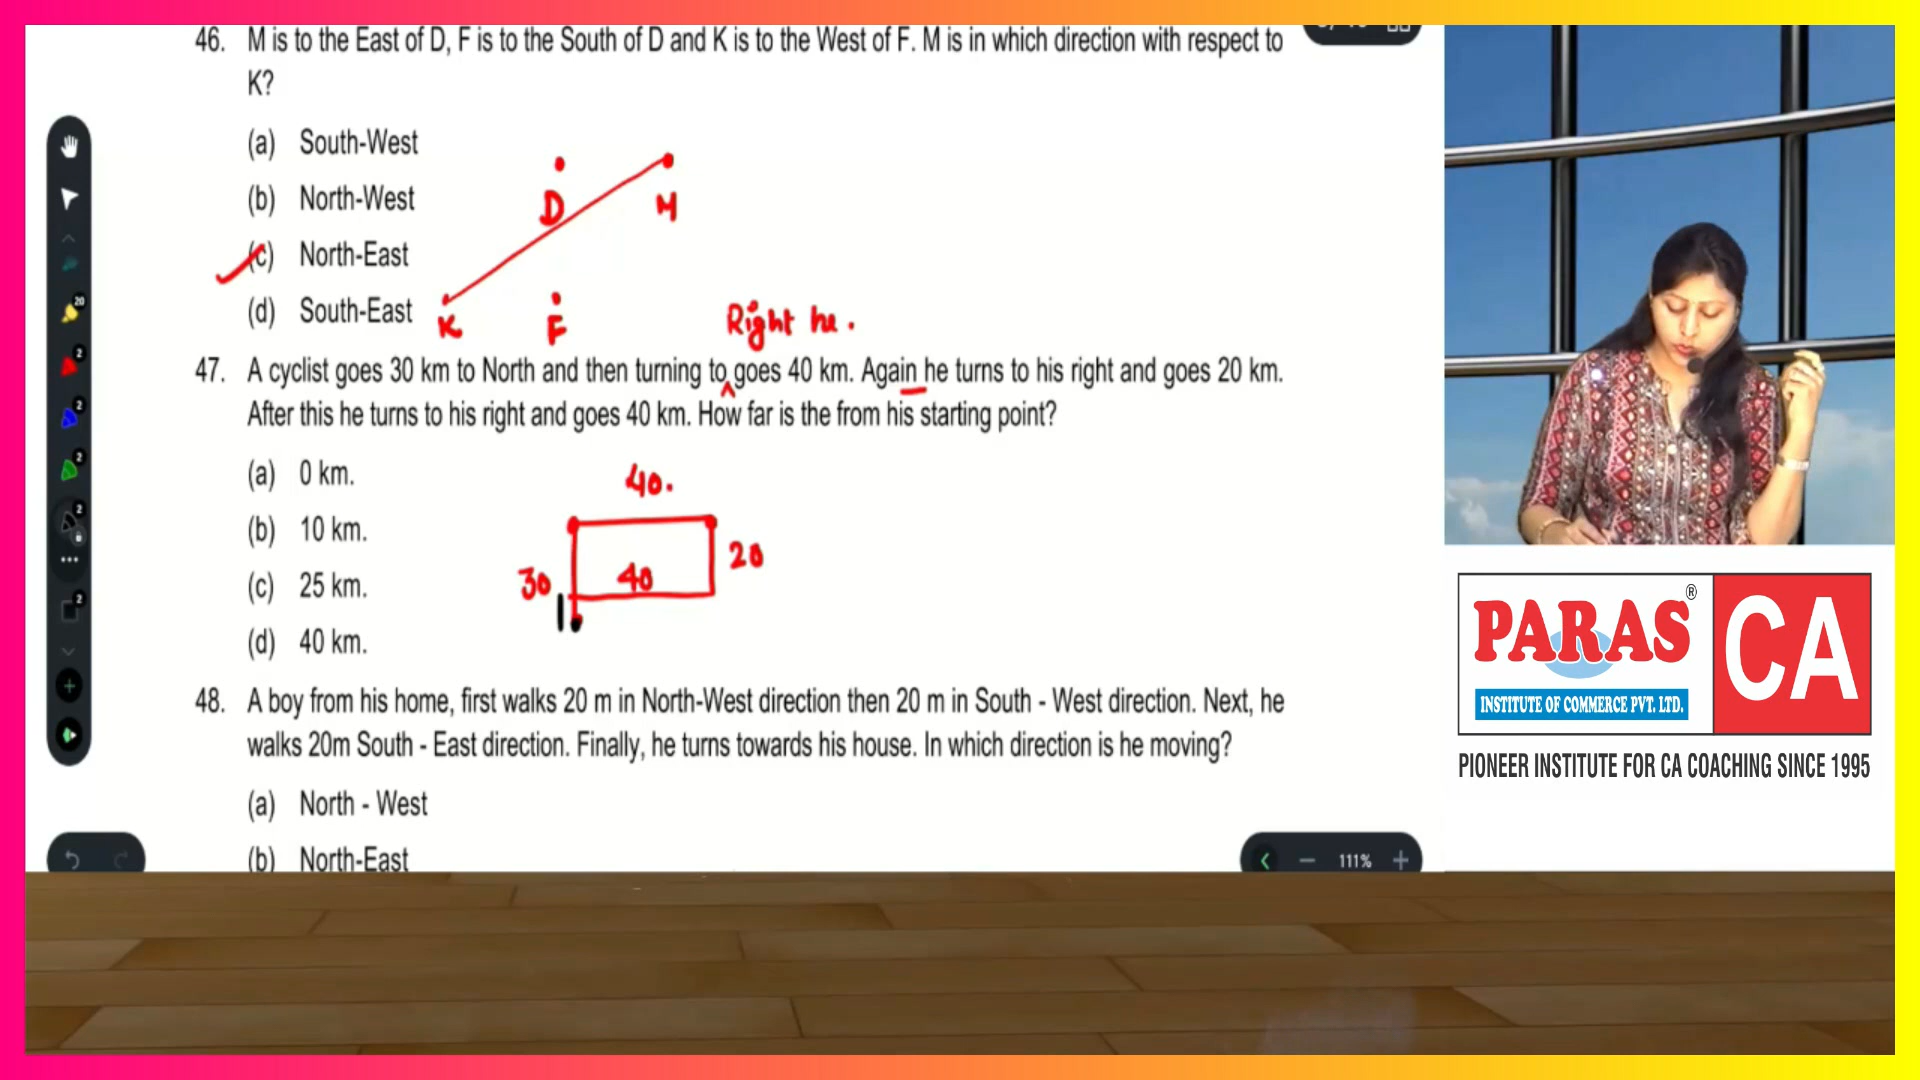 46. M is to the East of D, F is to the South of D and K is to the West of F. M is in which direction with respect to
K?
(a) South-West
(b) North-West
(c) North-East
(d) South-East
D
M
K
F
Right he.
47. A cyclist goes 30 km to North and then turning to goes 40 km. Again he turns to his right and goes 20 km.
After this he turns to his right and goes 40 km. How far is the from his starting point?
(a) 0 km.
(b) 10 km.
(c) 25 km.
(d) 40 km.
40.
30
40
20
48. A boy from his home, first walks 20 m in North-West direction then 20 m in South - West direction. Next, he
walks 20m South - East direction. Finally, he turns towards his house. In which direction is he moving?
(a) North - West
(b) North-East
20
2
2
2
2
2
111%
PARAS ®
CA
INSTITUTE OF COMMERCE PVT. LTD.
PIONEER INSTITUTE FOR CA COACHING SINCE 1995